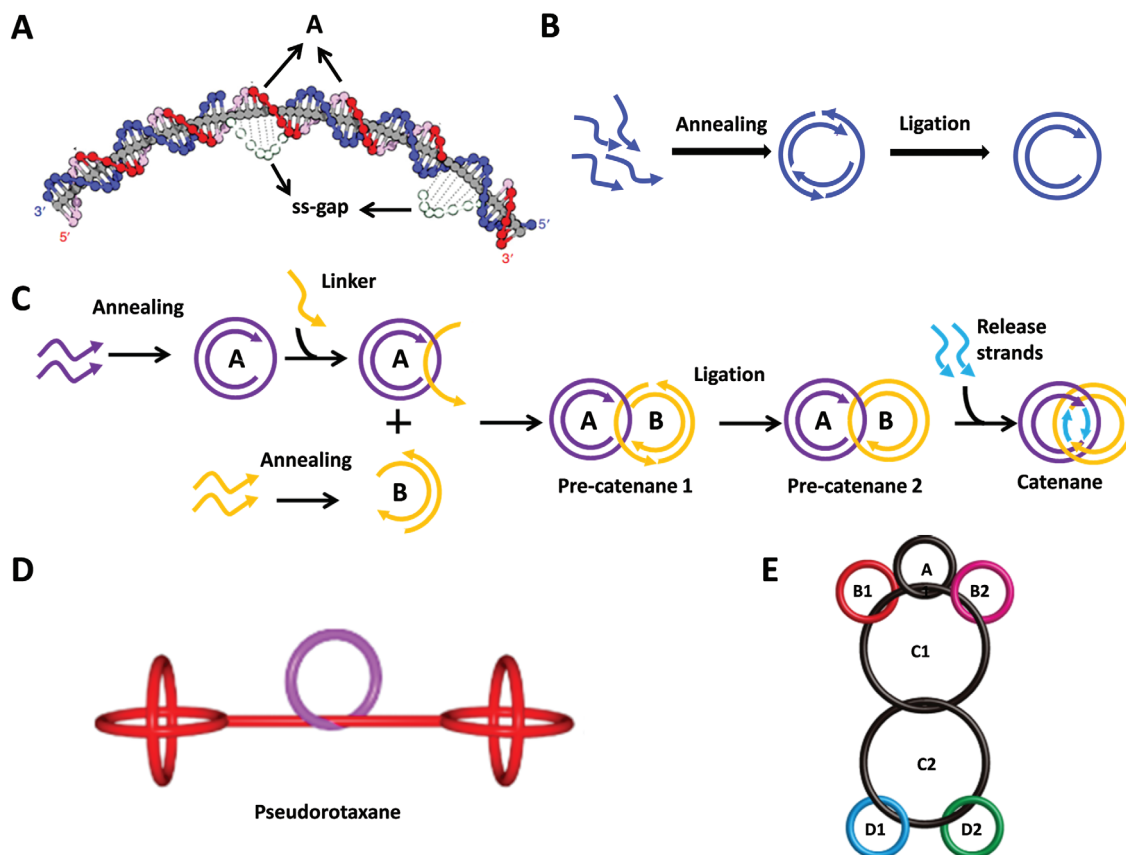 A
A
ss-gap
3′
5′
5′
3′
B
Annealing
Ligation
C
Annealing
Linker
A
A
+
Annealing
B
A
B
Pre-catenane 1
Ligation
A
B
Pre-catenane 2
Release
strands
Catenane
D
Pseudorotaxane
E
A
B1
B2
C1
C2
D1
D2